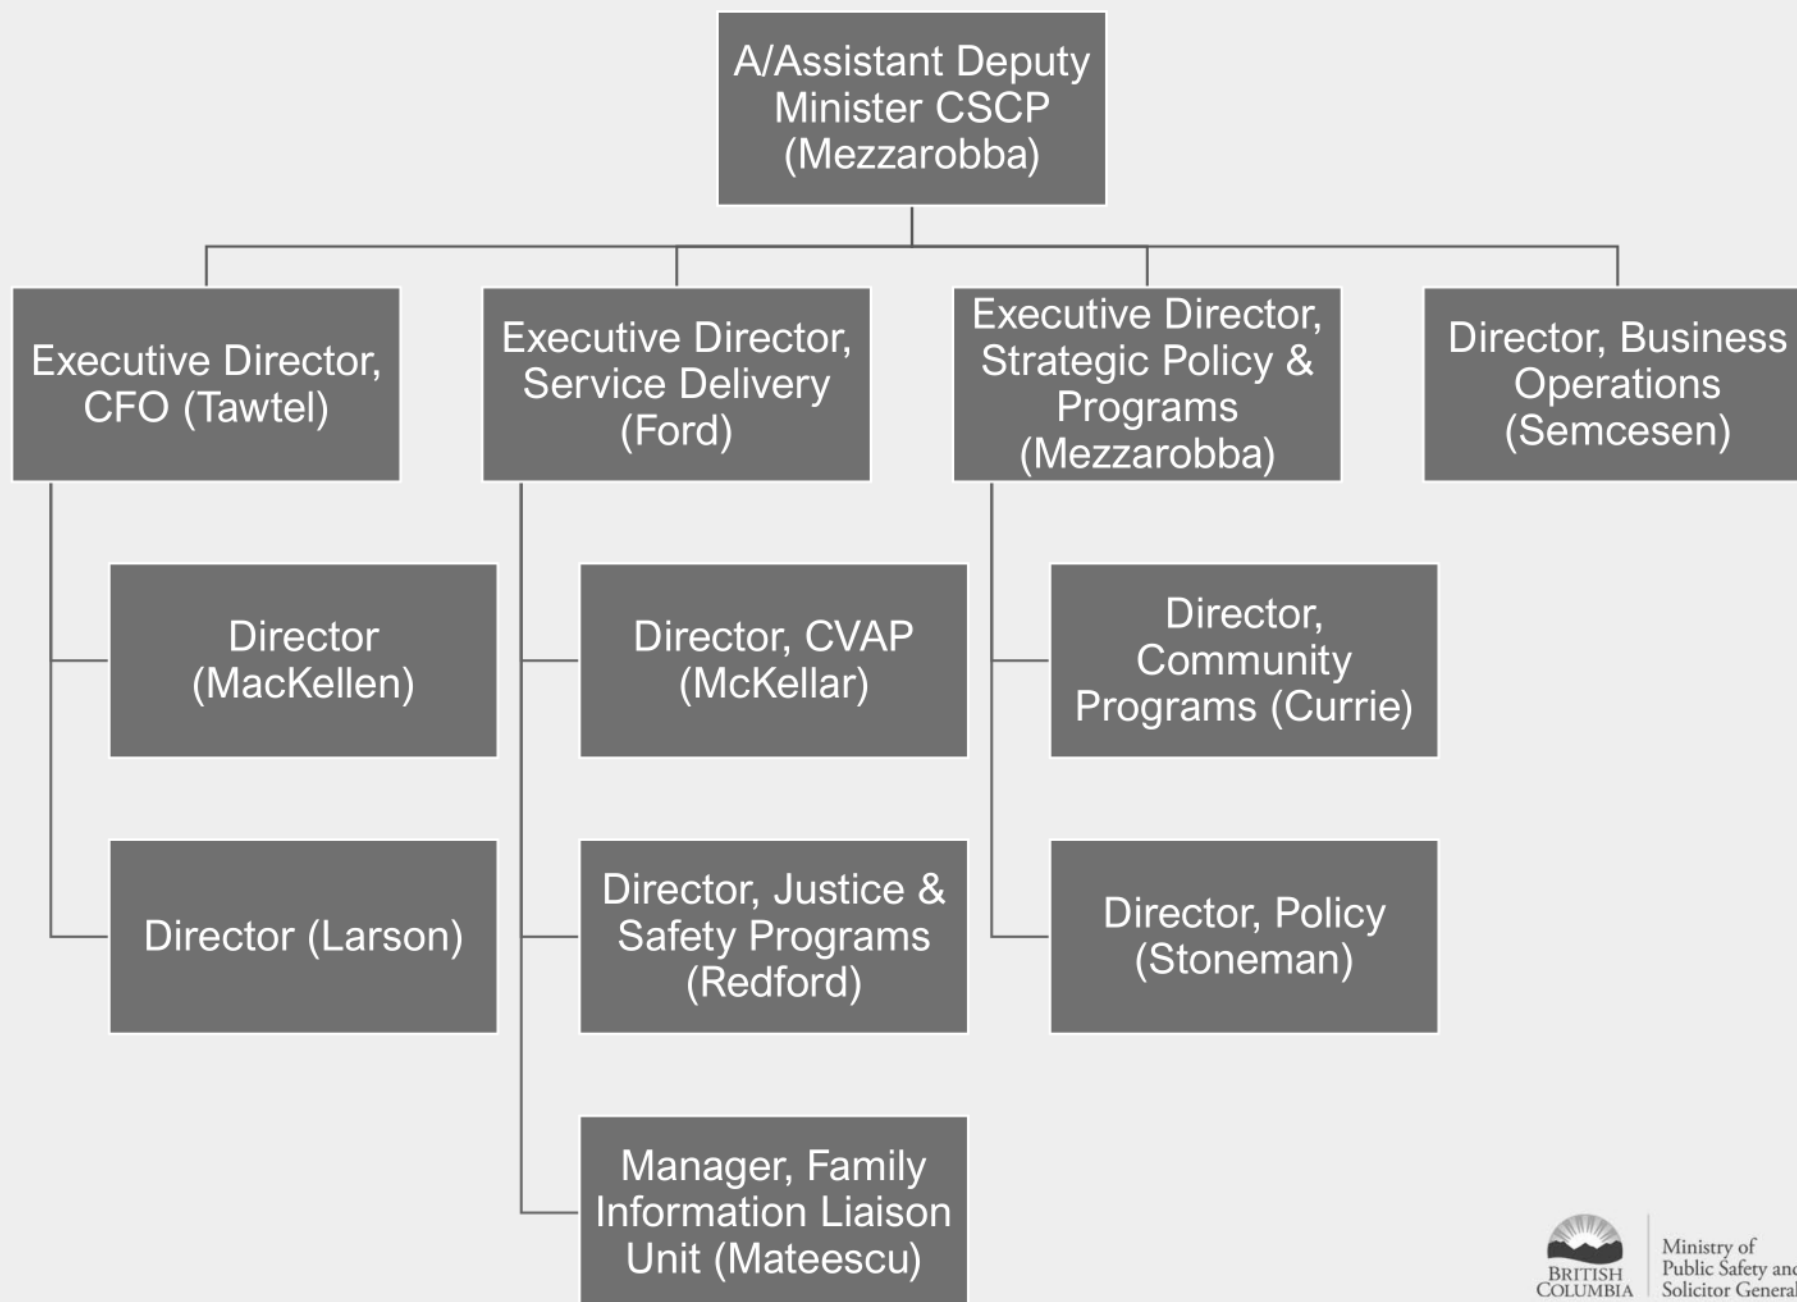 A/Assistant Deputy
Minister CSCP
(Mezzarobba)
Executive Director,
CFO (Tawtel)
Executive Director,
Service Delivery
(Ford)
Executive Director,
Strategic Policy &
Programs
(Mezzarobba)
Director, Business
Operations
(Semcesen)
Director
(MacKellen)
Director, CVAP
(McKellar)
Director,
Community
Programs (Currie)
Director (Larson)
Director, Justice &
Safety Programs
(Redford)
Director, Policy
(Stoneman)
Manager, Family
Information Liaison
Unit (Mateescu)
BRITISH
COLUMBIA
Ministry of
Public Safety and
Solicitor General